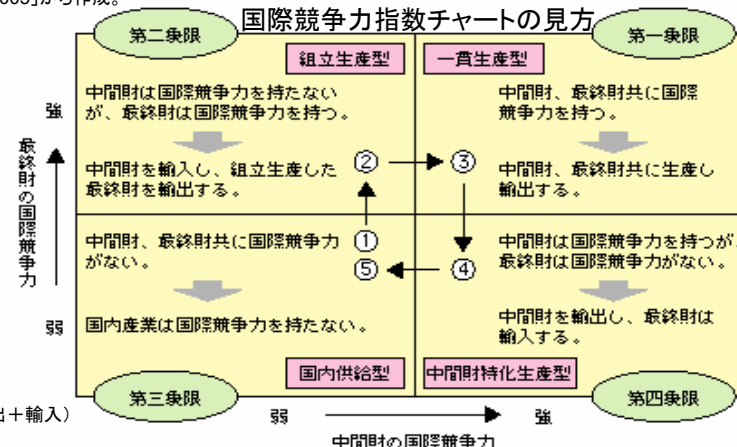 2003」から作成。
国際競争力指数チャートの見方
第二象限
第一象限
組立生産型
一貫生産型
中間財は国際競争力を持たない
が、最終財は国際競争力を持つ。
中間財、最終財共に国際
競争力を持つ。
強
最終財の国際競争力
弱
中間財を輸入し、組立生産した
最終財を輸出する。
②
③
中間財、最終財共に生産し
輸出する。
中間財、最終財共に国際競争力
がない。
①
⑤
④
中間財は国際競争力を持つが
最終財は国際競争力がない。
国内産業は国際競争力を持たない。
中間財を輸出し、最終財は
輸入する。
国内供給型
中間財特化生産型
第三象限
第四象限
出+輸入)
弱
強
中間財の国際競争力